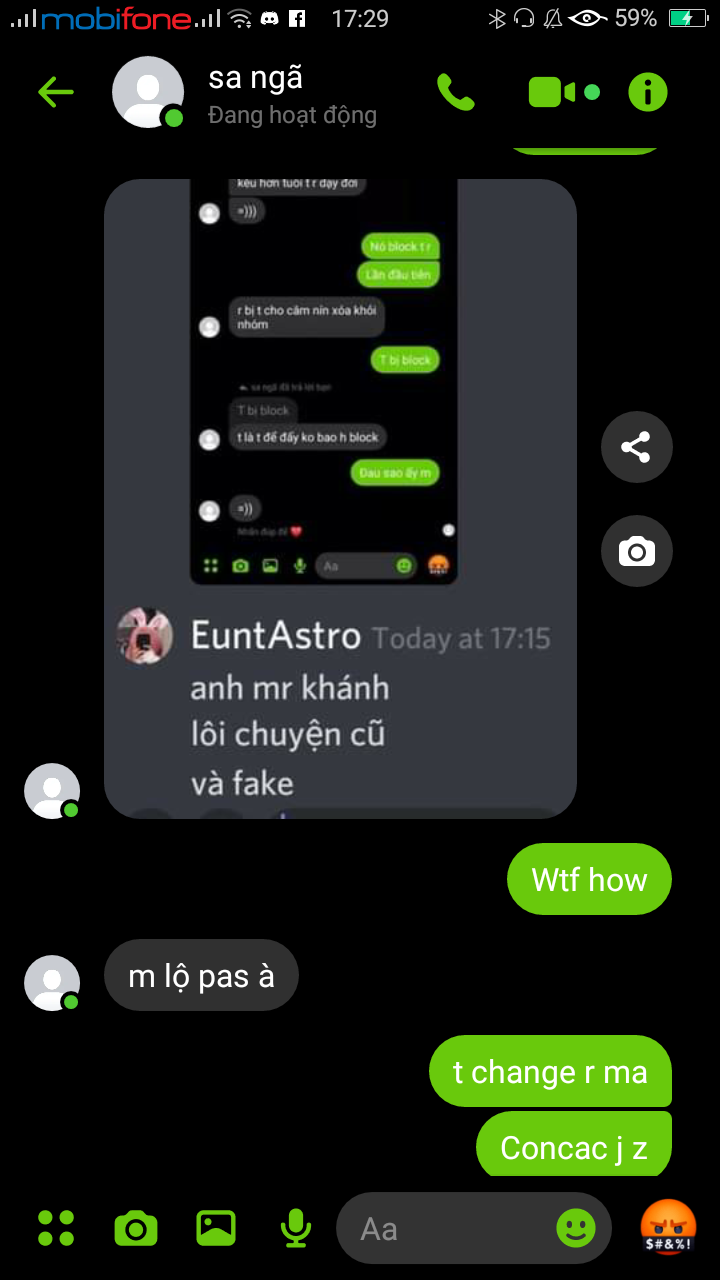 mobifone
17:29
59%
sa ngã
Đang hoạt động
kêu hơn tuổi t r dạy đời
=)))
Nó block t r
Lần đầu tiên
r bị t cho câm nín xóa khỏi
nhóm
T bị block
sa ngã đã trả lời bạn
T bị block
t là t để đấy ko bao h block
Đau sao ấy m
=))
Nhấn đúp để ❤
Aa
EuntAstro Today at 17:15
anh mr khánh
lôi chuyện cũ
và fake
Wtf how
m lộ pas à
t change r ma
Concac j z
Aa
$#&%!